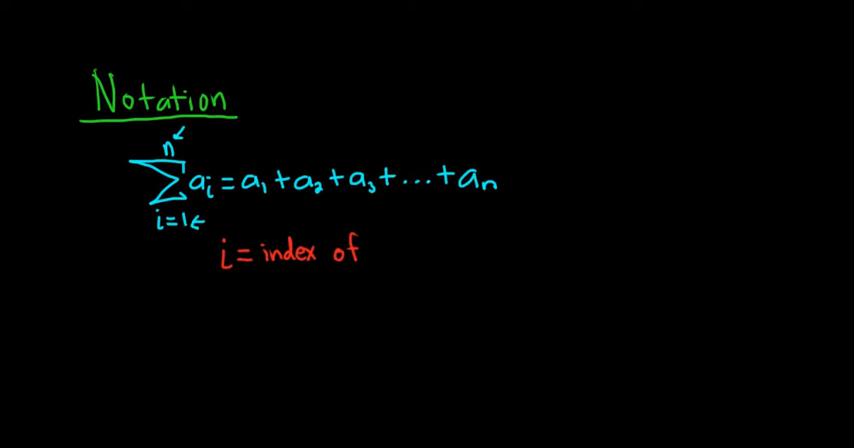 Notation
n
∑ aᵢ = a₁ + a₂ + a₃ + ... + aₙ
i=1
i = index of